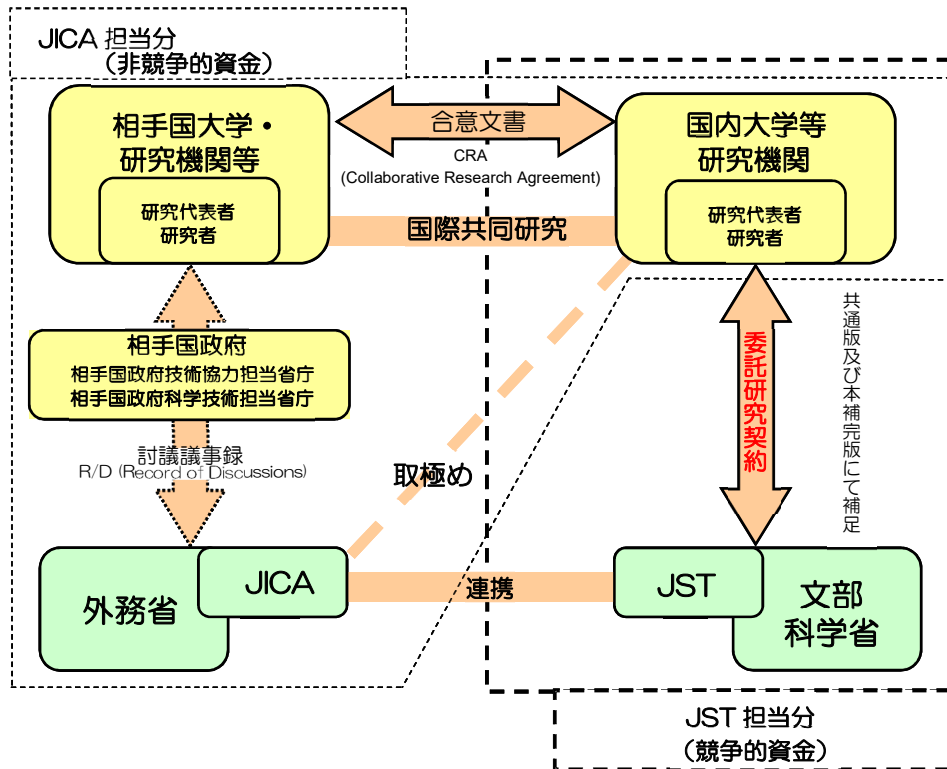 JICA 担当分
（非競争的資金）
相手国大学・
研究機関等
研究代表者
研究者
合意文書
CRA
(Collaborative Research Agreement)
国内大学等
研究機関
研究代表者
研究者
国際共同研究
相手国政府
相手国政府技術協力担当省庁
相手国政府科学技術担当省庁
討議議事録
R/D (Record of Discussions)
取極め
委託研究契約
共通版及び本補完版にて補足
外務省
JICA
連携
JST
文部
科学省
JST 担当分
（競争的資金）